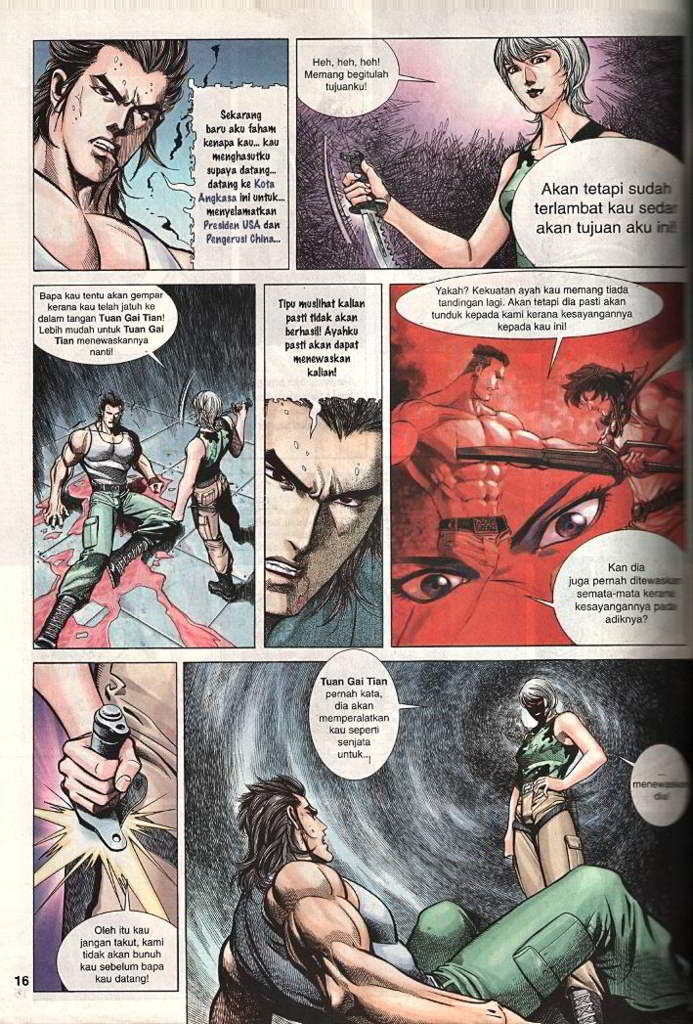 Sekarang
baru aku faham
kenapa kau... kau
menghasutku
supaya datang...
datang ke Kota
Angkasa ini untuk...
menyelamatkan
Presiden USA dan
Pengerusi China...
Heh, heh, heh!
Memang begitulah
tujuanku!
Akan tetapi sudah
terlambat kau sedar
akan tujuan aku ini!
Bapa kau tentu akan gempar
kerana kau telah jatuh ke
dalam tangan Tuan Gai Tian!
Lebih mudah untuk Tuan Gai
Tian menewaskannya
nanti!
Tipu muslihat kalian
pasti tidak akan
berhasil! Ayahku
pasti akan dapat
menewaskan
kalian!
Yakah? Kekuatan ayah kau memang tiada
tandingan lagi. Akan tetapi dia pasti akan
tunduk kepada kami kerana kesayangannya
kepada kau ini!
Kan dia
juga pernah ditewaskan
semata-mata kerana
kesayangannya pada
adiknya?
Oleh itu kau
jangan takut, kami
tidak akan bunuh
kau sebelum bapa
kau datang!
Tuan Gai Tian
pernah kata,
dia akan
memperalatkan
kau seperti
senjata
untuk...
...
menewaskan
dia!
16